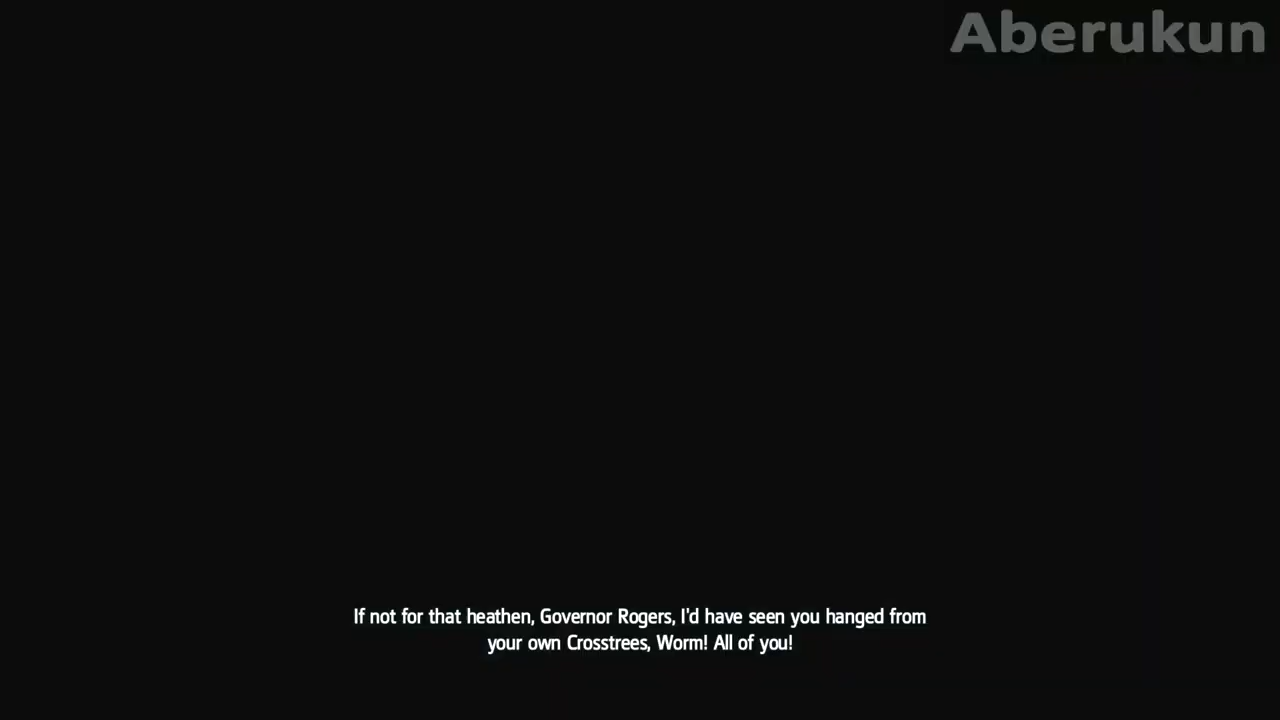 Aberukun
If not for that heathen, Governor Rogers, I'd have seen you hanged from
your own Crosstrees, Worm! All of you!